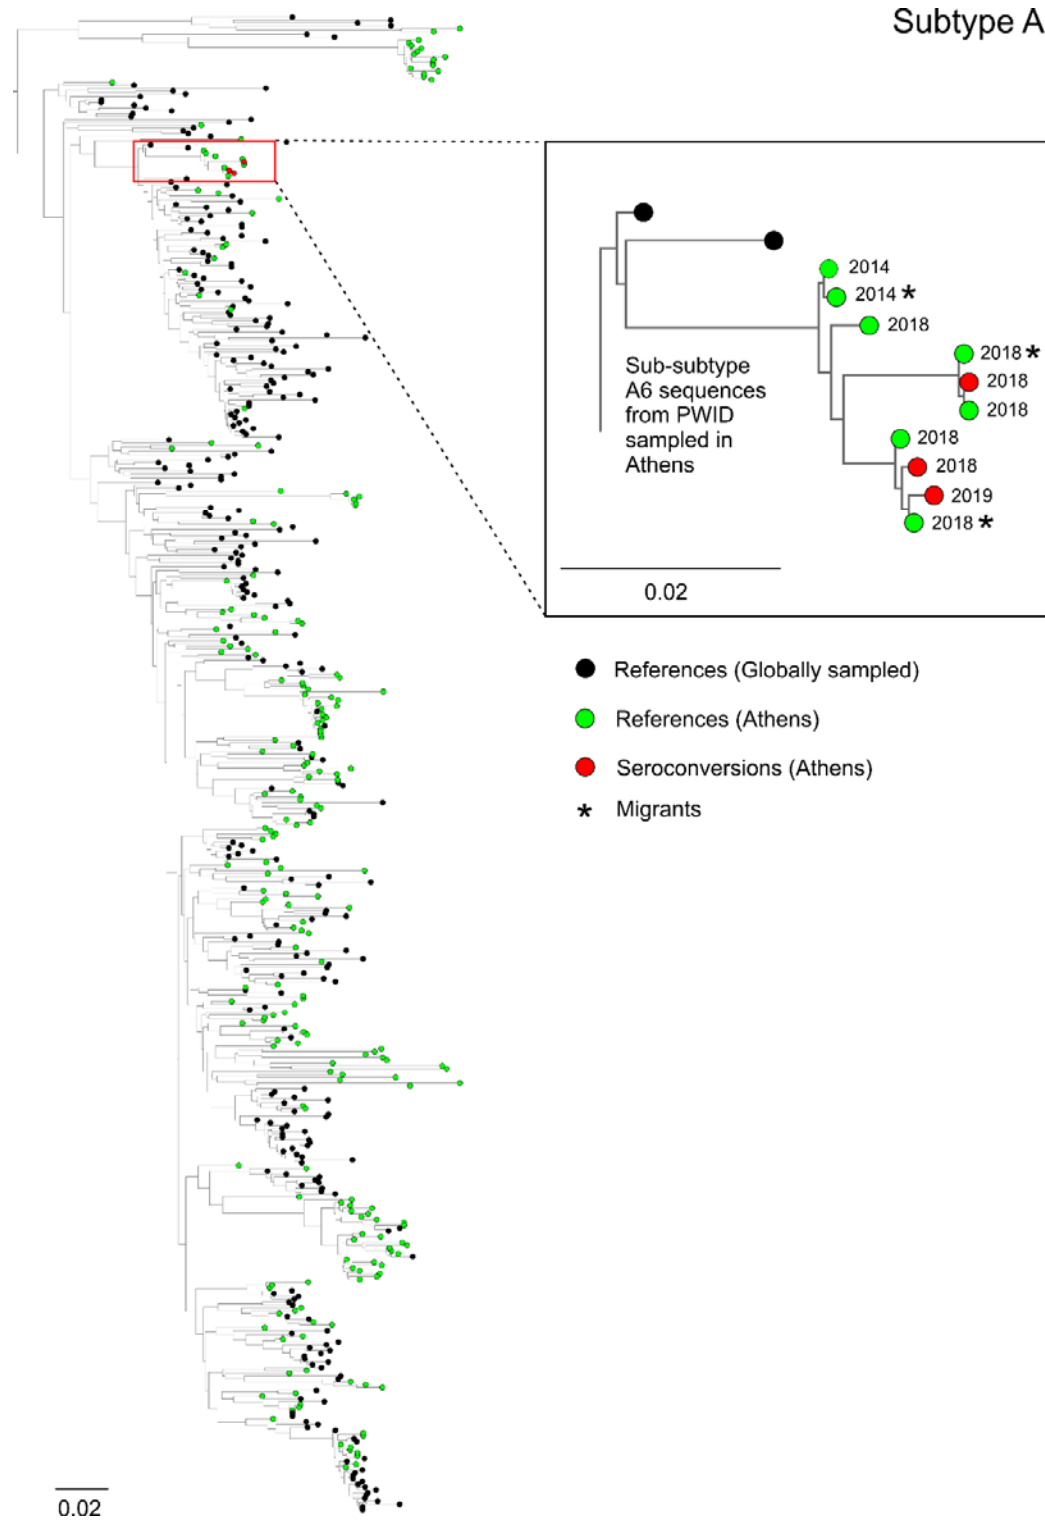 Subtype A
2014
2014 *
2018
2018 *
2018
2018
2018
2018
2019
2018 *
Sub-subtype
A6 sequences
from PWID
sampled in
Athens
0.02
References (Globally sampled)
References (Athens)
Seroconversions (Athens)
* Migrants
0.02